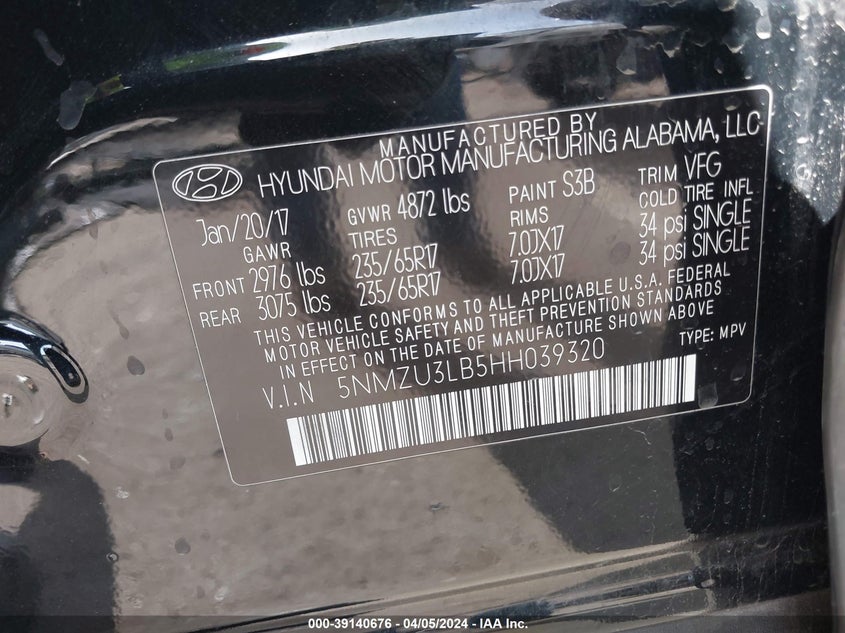 MANUFACTURED BY
HYUNDAI MOTOR MANUFACTURING ALABAMA, LLC
Jan/20/17 GVWR 4872 lbs PAINT S3B TRIM VFG
GAWR TIRES RIMS COLD TIRE INFL
FRONT 2976 lbs 235/65R17 7.0JX17 34 psi SINGLE
REAR 3075 lbs 235/65R17 7.0JX17 34 psi SINGLE
THIS VEHICLE CONFORMS TO ALL APPLICABLE U.S.A. FEDERAL
MOTOR VEHICLE SAFETY AND THEFT PREVENTION STANDARDS
IN EFFECT ON THE DATE OF MANUFACTURE SHOWN ABOVE
V.I.N 5NMZU3LB5HH039320 TYPE: MPV
000-39140676 - 04/05/2024 - IAA Inc.